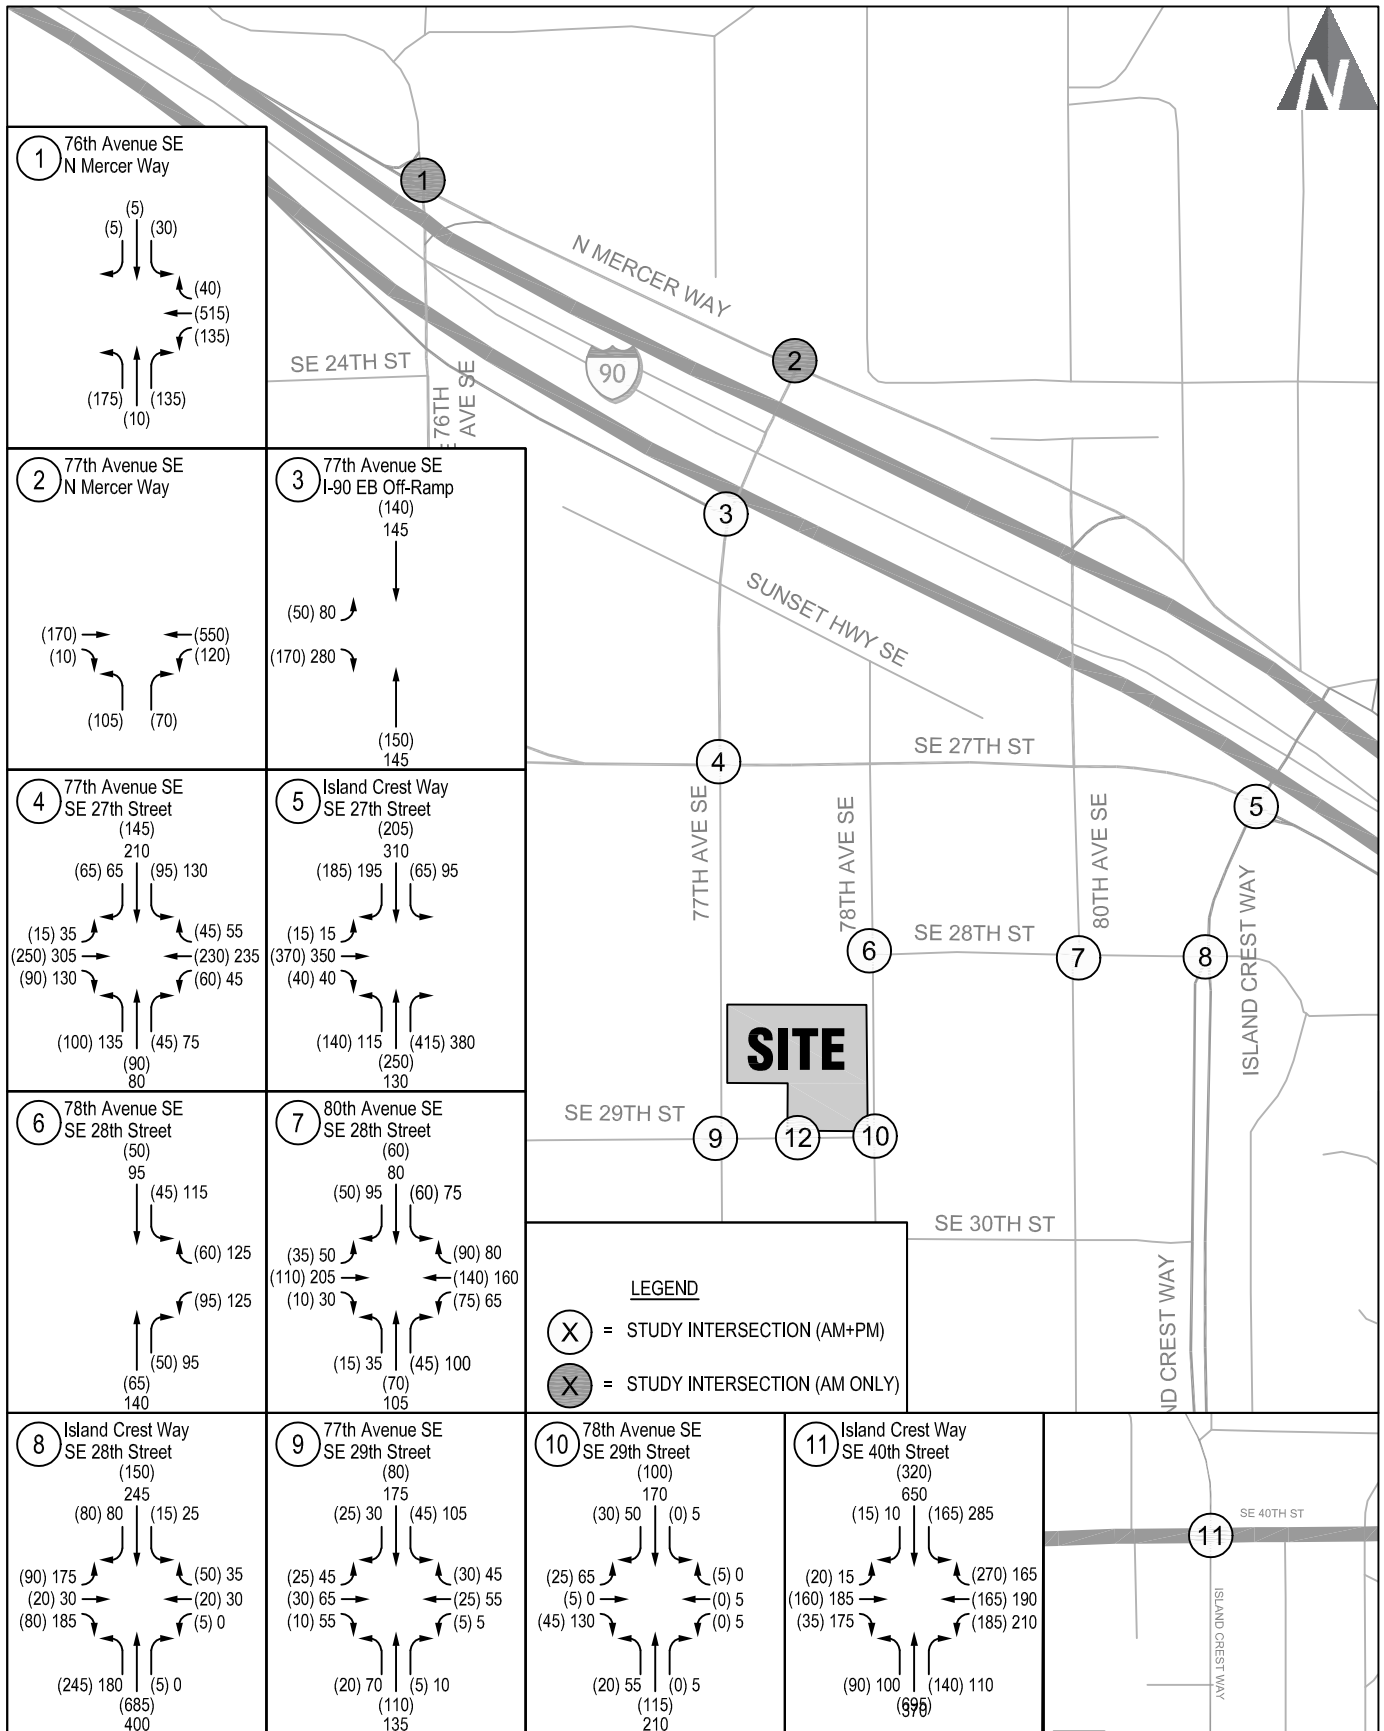 N
1
76th Avenue SE
N Mercer Way
(5)
(5) (30)
(40)
(515)
(135)
(175) (135)
(10)
2
77th Avenue SE
N Mercer Way
(170) (550)
(10) (120)
(105) (70)
3
77th Avenue SE
I-90 EB Off-Ramp
(140)
145
(50) 80
(170) 280
(150)
145
4
77th Avenue SE
SE 27th Street
(145)
210
(65) 65 (95) 130
(15) 35 (45) 55
(250) 305 (230) 235
(90) 130 (60) 45
(100) 135 (45) 75
(90)
80
5
Island Crest Way
SE 27th Street
(205)
310
(185) 195 (65) 95
(15) 15
(370) 350
(40) 40
(140) 115 (415) 380
(250)
130
6
78th Avenue SE
SE 28th Street
(50)
95
(45) 115
(60) 125
(95) 125
(50) 95
(65)
140
7
80th Avenue SE
SE 28th Street
(60)
80
(50) 95 (60) 75
(35) 50 (90) 80
(110) 205 (140) 160
(10) 30 (75) 65
(15) 35 (45) 100
(70)
105
8
Island Crest Way
SE 28th Street
(150)
245
(80) 80 (15) 25
(90) 175 (50) 35
(20) 30 (20) 30
(80) 185 (5) 0
(245) 180 (5) 0
(685)
400
9
77th Avenue SE
SE 29th Street
(80)
175
(25) 30 (45) 105
(25) 45 (30) 45
(30) 65 (25) 55
(10) 55 (5) 5
(20) 70 (5) 10
(110)
135
10
78th Avenue SE
SE 29th Street
(100)
170
(30) 50 (0) 5
(25) 65 (5) 0
(5) 0 (0) 5
(45) 130 (0) 5
(20) 55 (0) 5
(115)
210
11
Island Crest Way
SE 40th Street
(320)
650
(15) 10 (165) 285
(20) 15 (270) 165
(160) 185 (165) 190
(35) 175 (185) 210
(90) 100 (140) 110
1
N MERCER WAY
2
90
SE 24TH ST
76TH
AVE SE
3
SUNSET HWY SE
4
SE 27TH ST
5
77TH AVE SE
78TH AVE SE
80TH AVE SE
ISLAND CREST WAY
6
SE 28TH ST
7
8
SITE
SE 29TH ST
9
12
10
SE 30TH ST
ND CREST WAY
LEGEND
X = STUDY INTERSECTION (AM+PM)
X = STUDY INTERSECTION (AM ONLY)
SE 40TH ST
11
ISLAND CREST WAY